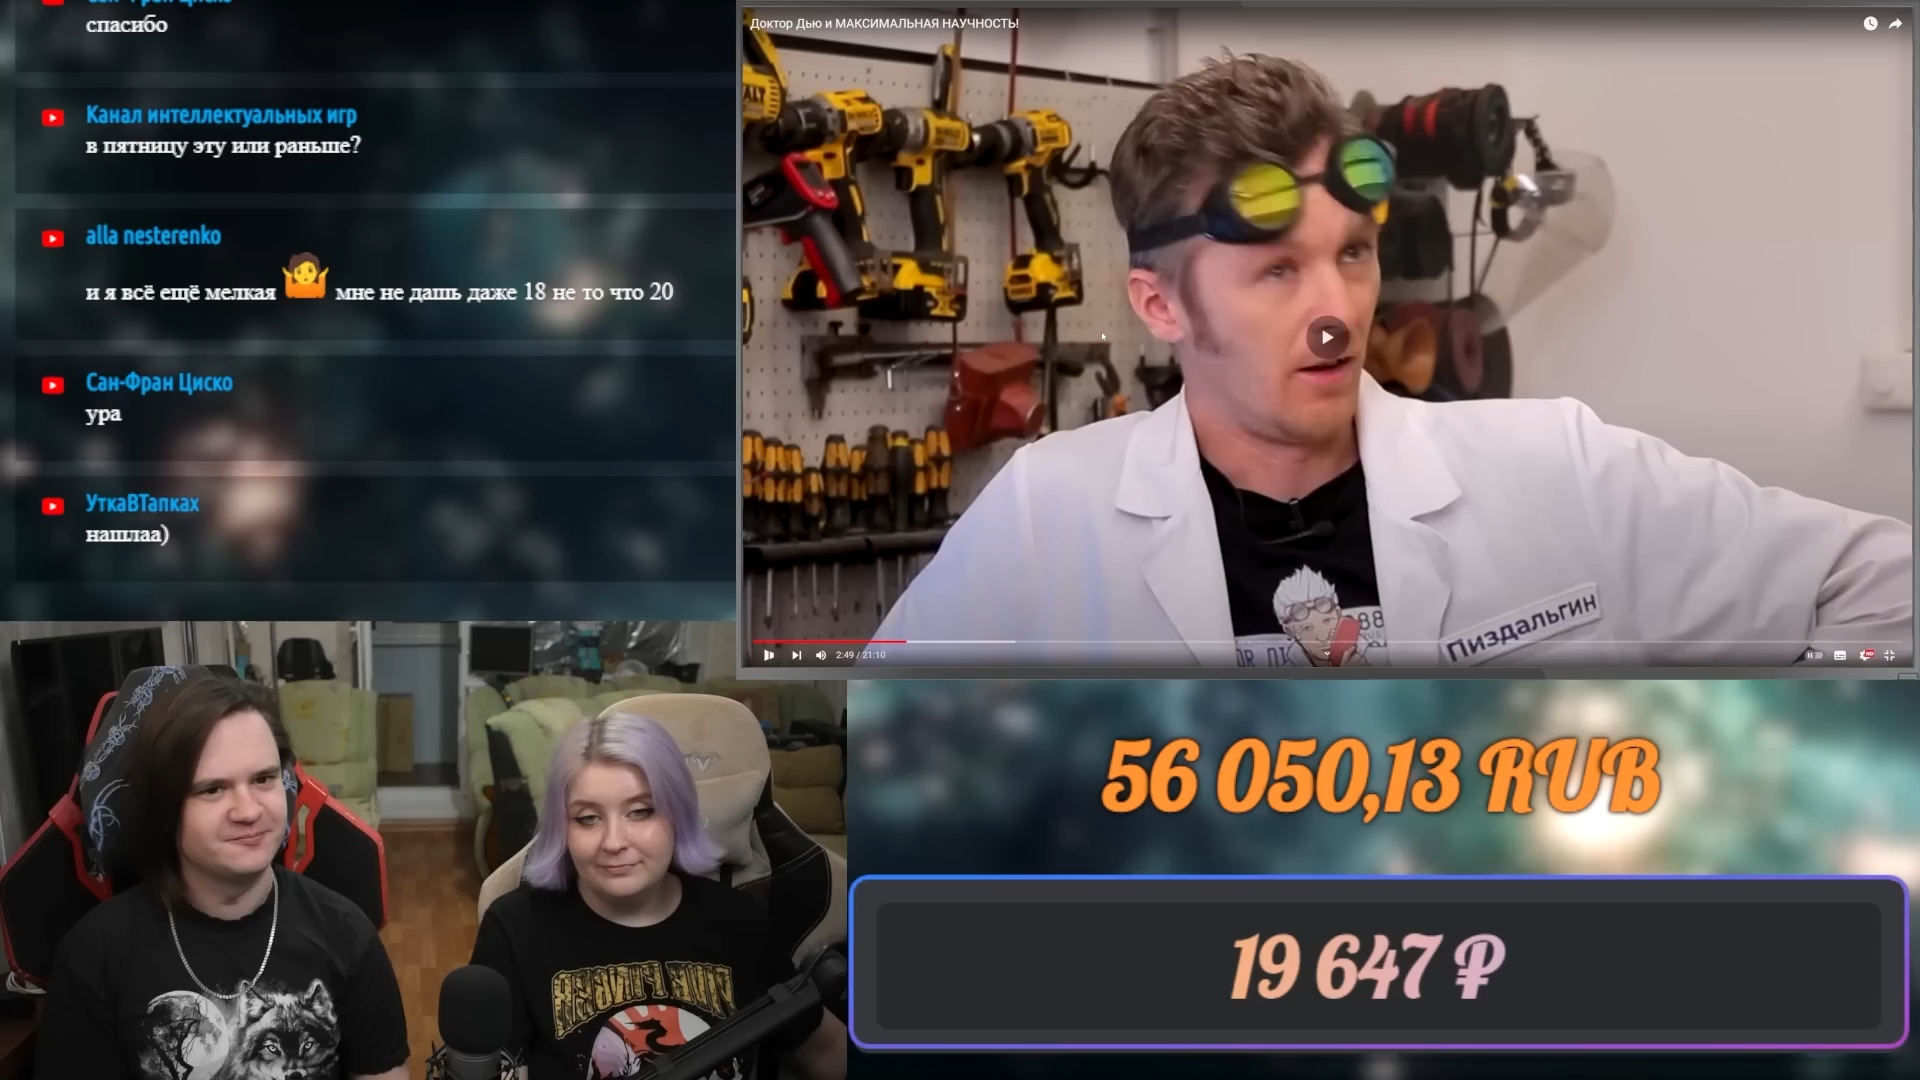 спасибо
Канал интеллектуальных игр
в пятницу эту или раньше?
alla nesterenko
и я всё ещё мелкая 🤷 мне не дашь даже 18 не то что 20
Сан-Фран Циско
ура
УткаВТапках
нашлаа)
Доктор Дью и МАКСИМАЛЬНАЯ НАУЧНОСТЬ!
Пиздальгин
2:49 / 21:10
56 050,13 RUB
19 647 ₽